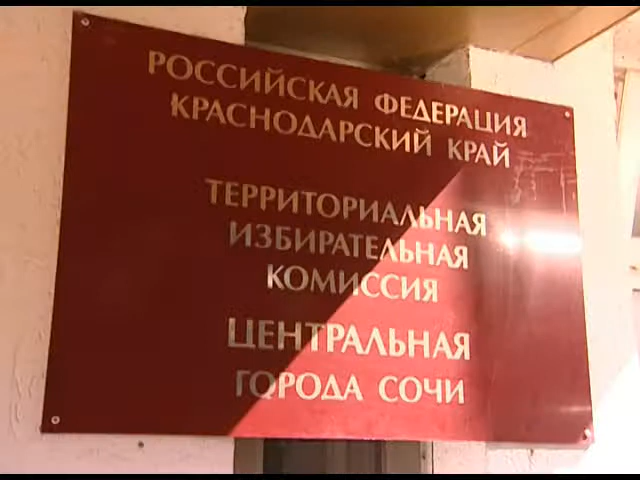 РОССИЙСКАЯ ФЕДЕРАЦИЯ
КРАСНОДАРСКИЙ КРАЙ
ТЕРРИТОРИАЛЬНАЯ
ИЗБИРАТЕЛЬНАЯ
КОМИССИЯ
ЦЕНТРАЛЬНАЯ
ГОРОДА СОЧИ